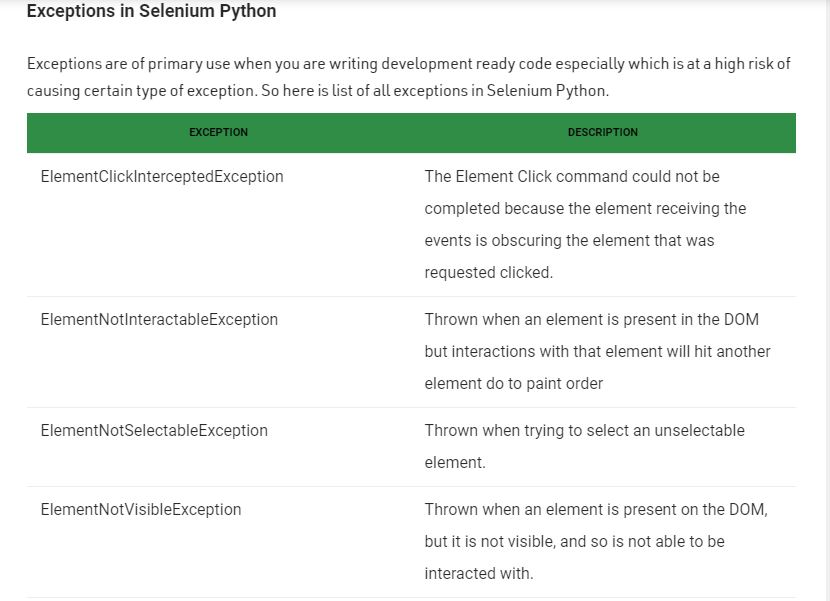 Exceptions in Selenium Python
Exceptions are of primary use when you are writing development ready code especially which is at a high risk of
causing certain type of exception. So here is list of all exceptions in Selenium Python.
EXCEPTION DESCRIPTION
ElementClickInterceptedException The Element Click command could not be
completed because the element receiving the
events is obscuring the element that was
requested clicked.
ElementNotInteractableException Thrown when an element is present in the DOM
but interactions with that element will hit another
element do to paint order
ElementNotSelectableException Thrown when trying to select an unselectable
element.
ElementNotVisibleException Thrown when an element is present on the DOM,
but it is not visible, and so is not able to be
interacted with.